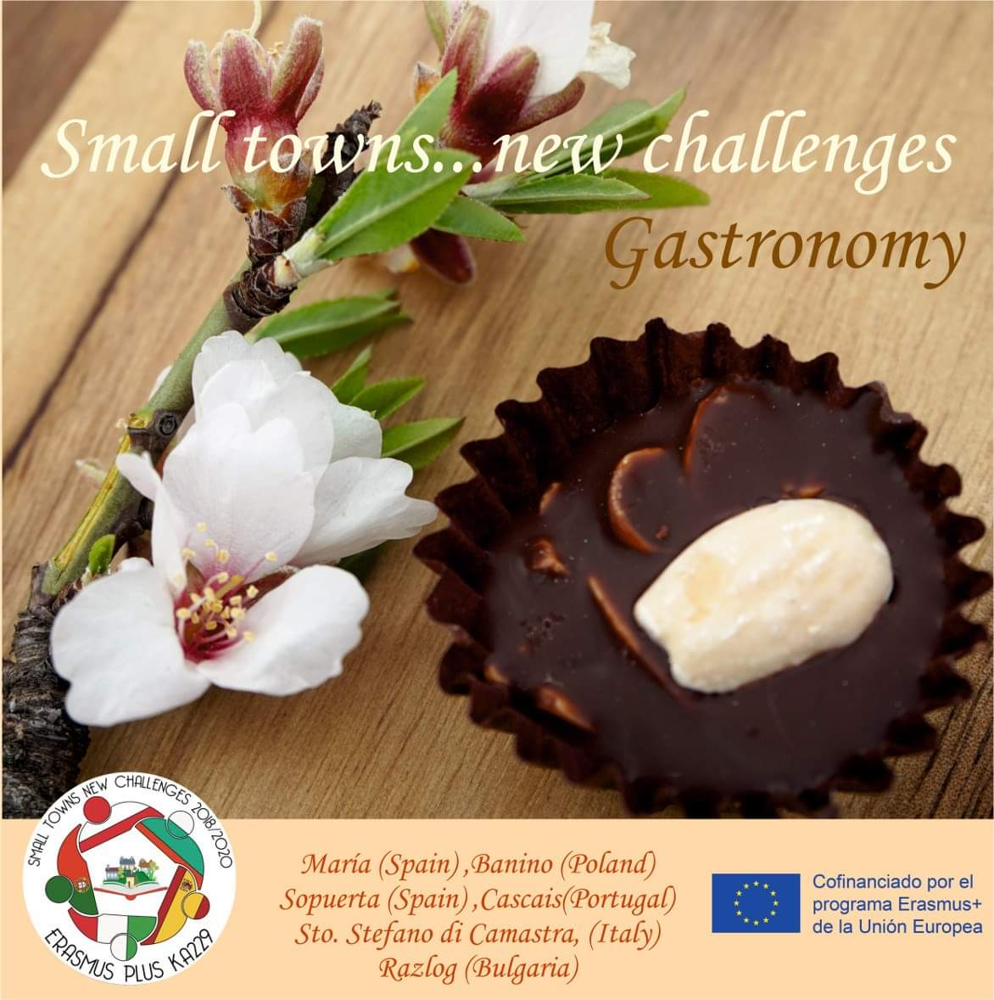 Small towns...new challenges
Gastronomy
SMALL TOWNS NEW CHALLENGES 2018/2020
ERASMUS PLUS KA229
María (Spain) ,Banino (Poland)
Sopuerta (Spain) ,Cascais(Portugal)
Sto. Stefano di Camastra, (Italy)
Razlog (Bulgaria)
Cofinanciado por el
programa Erasmus+
de la Unión Europea